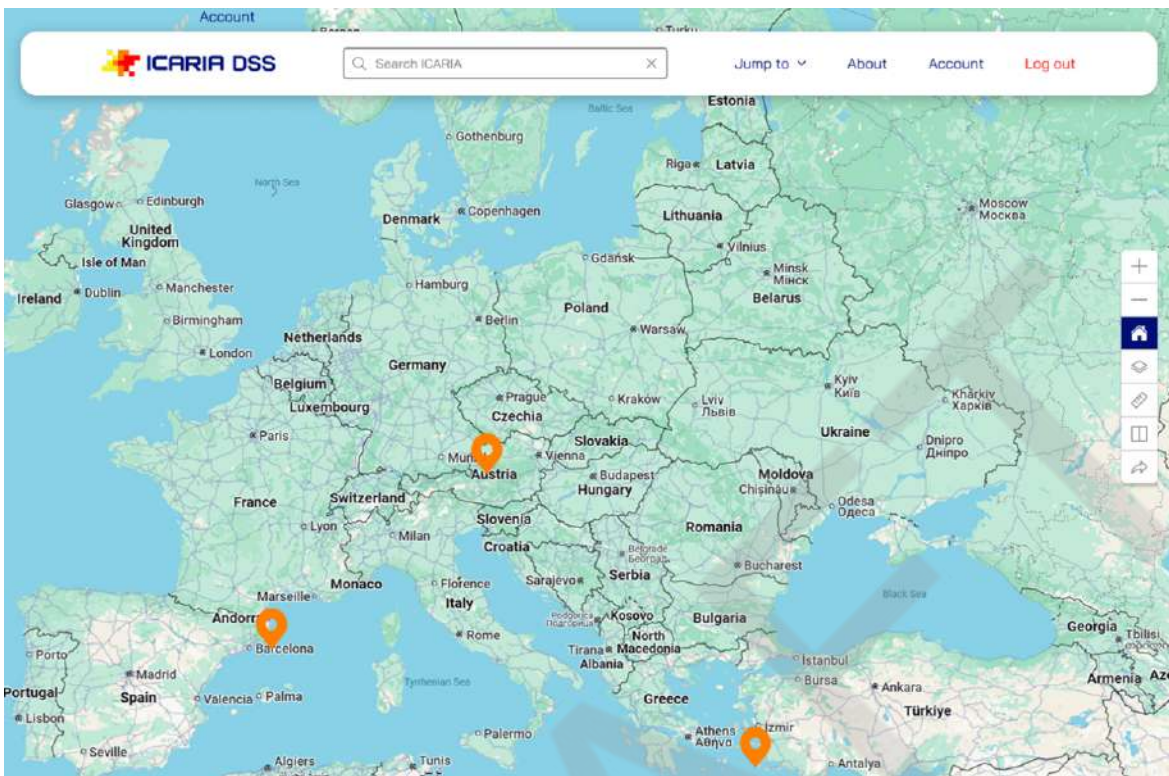 Account
ICARIA DSS
Search ICARIA
Jump to
About
Account
Log out
Turku
Baltic Sea
Estonia
Gothenburg
Riga
Latvia
North Sea
Moscow
Москва
Glasgow
Edinburgh
Denmark
Copenhagen
Lithuania
United
Kingdom
Vilnius
Isle of Man
Gdańsk
Minsk
Мінск
Ireland
Dublin
Manchester
Hamburg
Belarus
Birmingham
Berlin
Poland
Warsaw
Netherlands
London
Germany
Belgium
Kyiv
Київ
Luxembourg
Prague
Kraków
Lviv
Львів
Kharkiv
Харків
Czechia
Paris
Slovakia
Ukraine
Dnipro
Дніпро
Vienna
Austria
Budapest
Moldova
Hungary
Chișinău
France
Switzerland
Odesa
Одеса
Slovenia
Lyon
Milan
Romania
Croatia
Belgrade
Београд
Bucharest
Monaco
Florence
Sarajevo
Serbia
Marseille
Italy
Black Sea
Podgorica
Подгорица
Kosovo
Bulgaria
Georgia
Tbilisi
Barcelona
Rome
North
Macedonia
Porto
Tirana
Albania
Istanbul
Madrid
Tyrrhenian Sea
Bursa
Ankara
Armenia
Portugal
Spain
Valencia
Palma
Greece
Türkiye
Lisbon
Athens
Αθήνα
Izmir
Palermo
Seville
Algiers
Tunis
Antalya